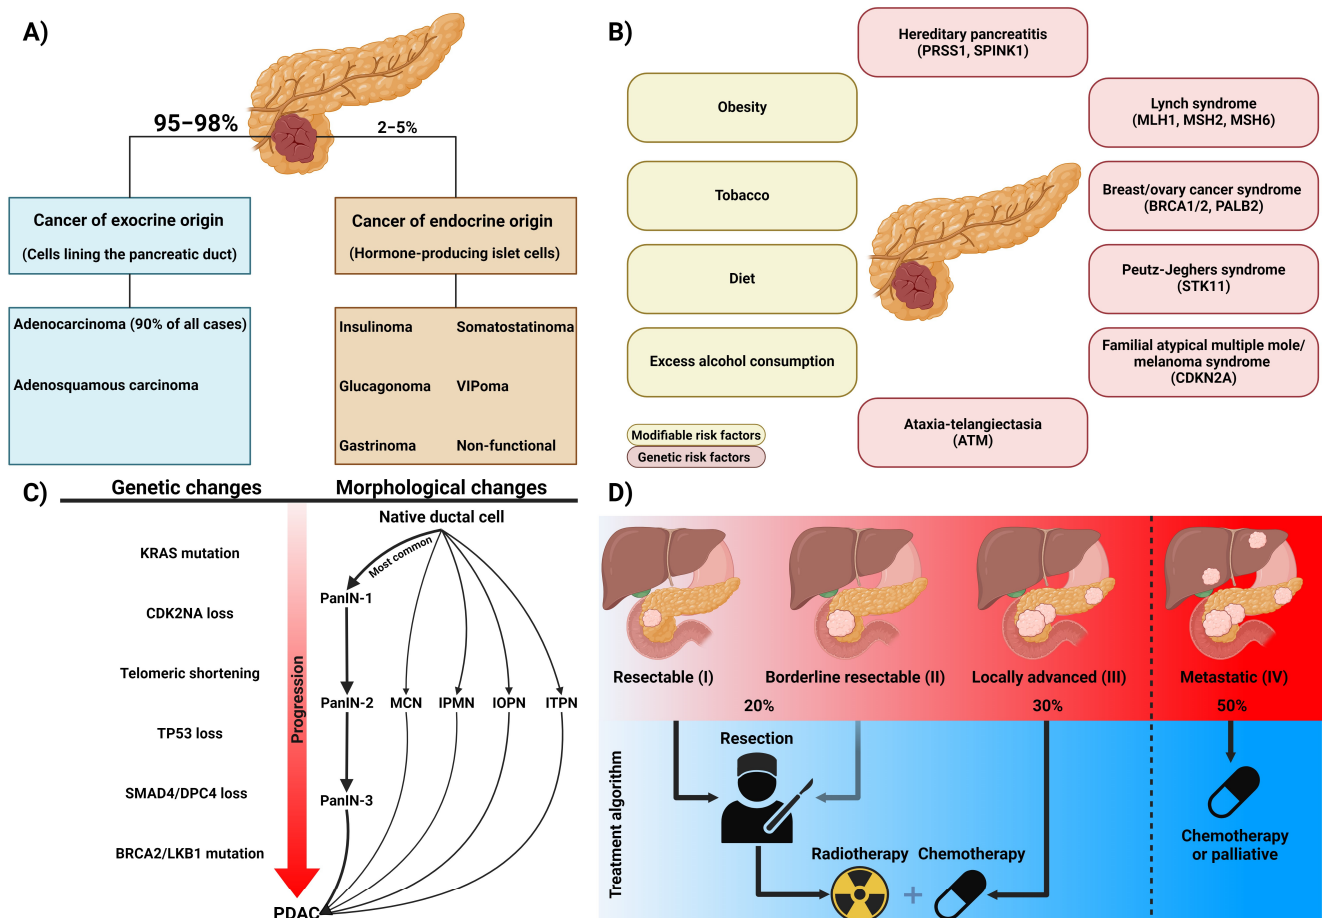 A)
95–98%
2–5%
Cancer of exocrine origin
(Cells lining the pancreatic duct)
Adenocarcinoma (90% of all cases)
Adenosquamous carcinoma
Cancer of endocrine origin
(Hormone-producing islet cells)
Insulinoma
Somatostatinoma
Glucagonoma
VIPoma
Gastrinoma
Non-functional
B)
Hereditary pancreatitis
(PRSS1, SPINK1)
Obesity
Tobacco
Diet
Excess alcohol consumption
Lynch syndrome
(MLH1, MSH2, MSH6)
Breast/ovary cancer syndrome
(BRCA1/2, PALB2)
Peutz-Jeghers syndrome
(STK11)
Familial atypical multiple mole/
melanoma syndrome
(CDKN2A)
Ataxia-telangiectasia
(ATM)
Modifiable risk factors
Genetic risk factors
C)
Genetic changes
Morphological changes
KRAS mutation
CDK2NA loss
Telomeric shortening
TP53 loss
SMAD4/DPC4 loss
BRCA2/LKB1 mutation
Progression
Native ductal cell
Most common
PanIN-1
PanIN-2
MCN
IPMN
IOPN
ITPN
PanIN-3
PDAC
D)
Resectable (I)
Borderline resectable (II)
Locally advanced (III)
Metastatic (IV)
20%
30%
50%
Treatment algorithm
Resection
Radiotherapy
+
Chemotherapy
Chemotherapy
or palliative